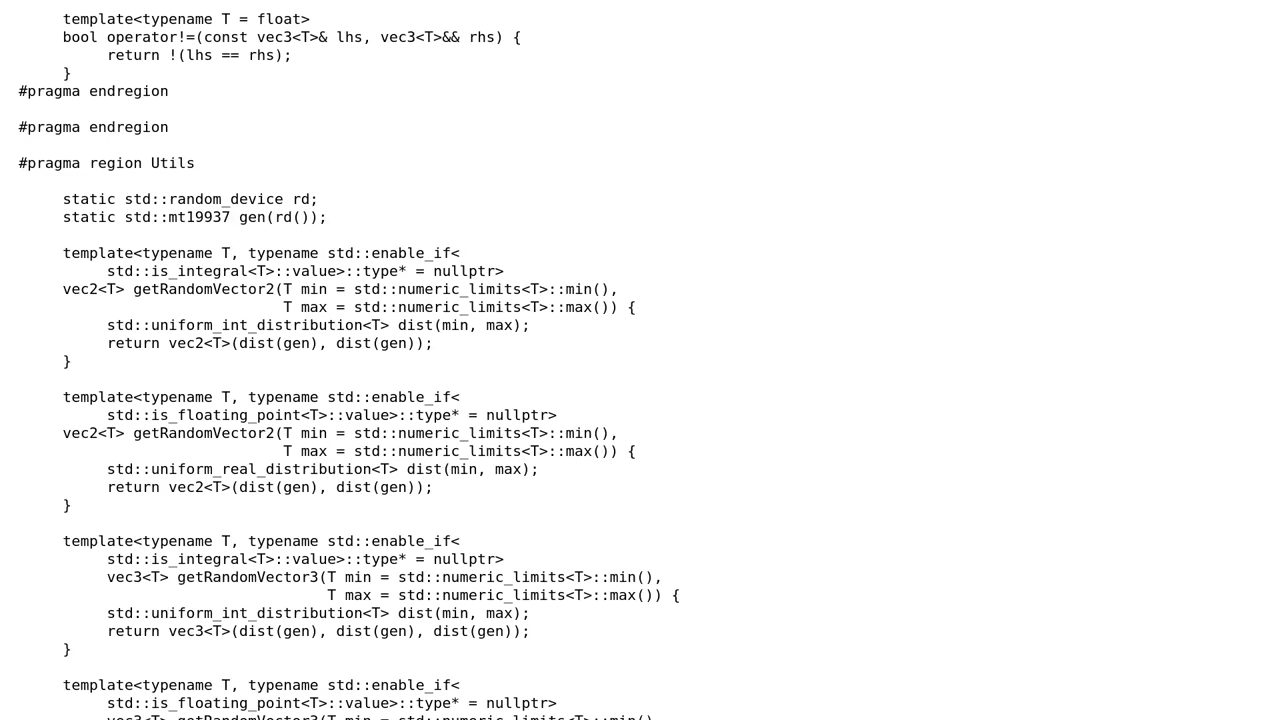 template<typename T = float>
bool operator!=(const vec3<T>& lhs, vec3<T>&& rhs) {
return !(lhs == rhs);
}
#pragma endregion
#pragma endregion
#pragma region Utils
static std::random_device rd;
static std::mt19937 gen(rd());
template<typename T, typename std::enable_if<
std::is_integral<T>::value>::type* = nullptr>
vec2<T> getRandomVector2(T min = std::numeric_limits<T>::min(),
T max = std::numeric_limits<T>::max()) {
std::uniform_int_distribution<T> dist(min, max);
return vec2<T>(dist(gen), dist(gen));
}
template<typename T, typename std::enable_if<
std::is_floating_point<T>::value>::type* = nullptr>
vec2<T> getRandomVector2(T min = std::numeric_limits<T>::min(),
T max = std::numeric_limits<T>::max()) {
std::uniform_real_distribution<T> dist(min, max);
return vec2<T>(dist(gen), dist(gen));
}
template<typename T, typename std::enable_if<
std::is_integral<T>::value>::type* = nullptr>
vec3<T> getRandomVector3(T min = std::numeric_limits<T>::min(),
T max = std::numeric_limits<T>::max()) {
std::uniform_int_distribution<T> dist(min, max);
return vec3<T>(dist(gen), dist(gen), dist(gen));
}
template<typename T, typename std::enable_if<
std::is_floating_point<T>::value>::type* = nullptr>
vec3<T> getRandomVector3(T min = std::numeric_limits<T>::min(),